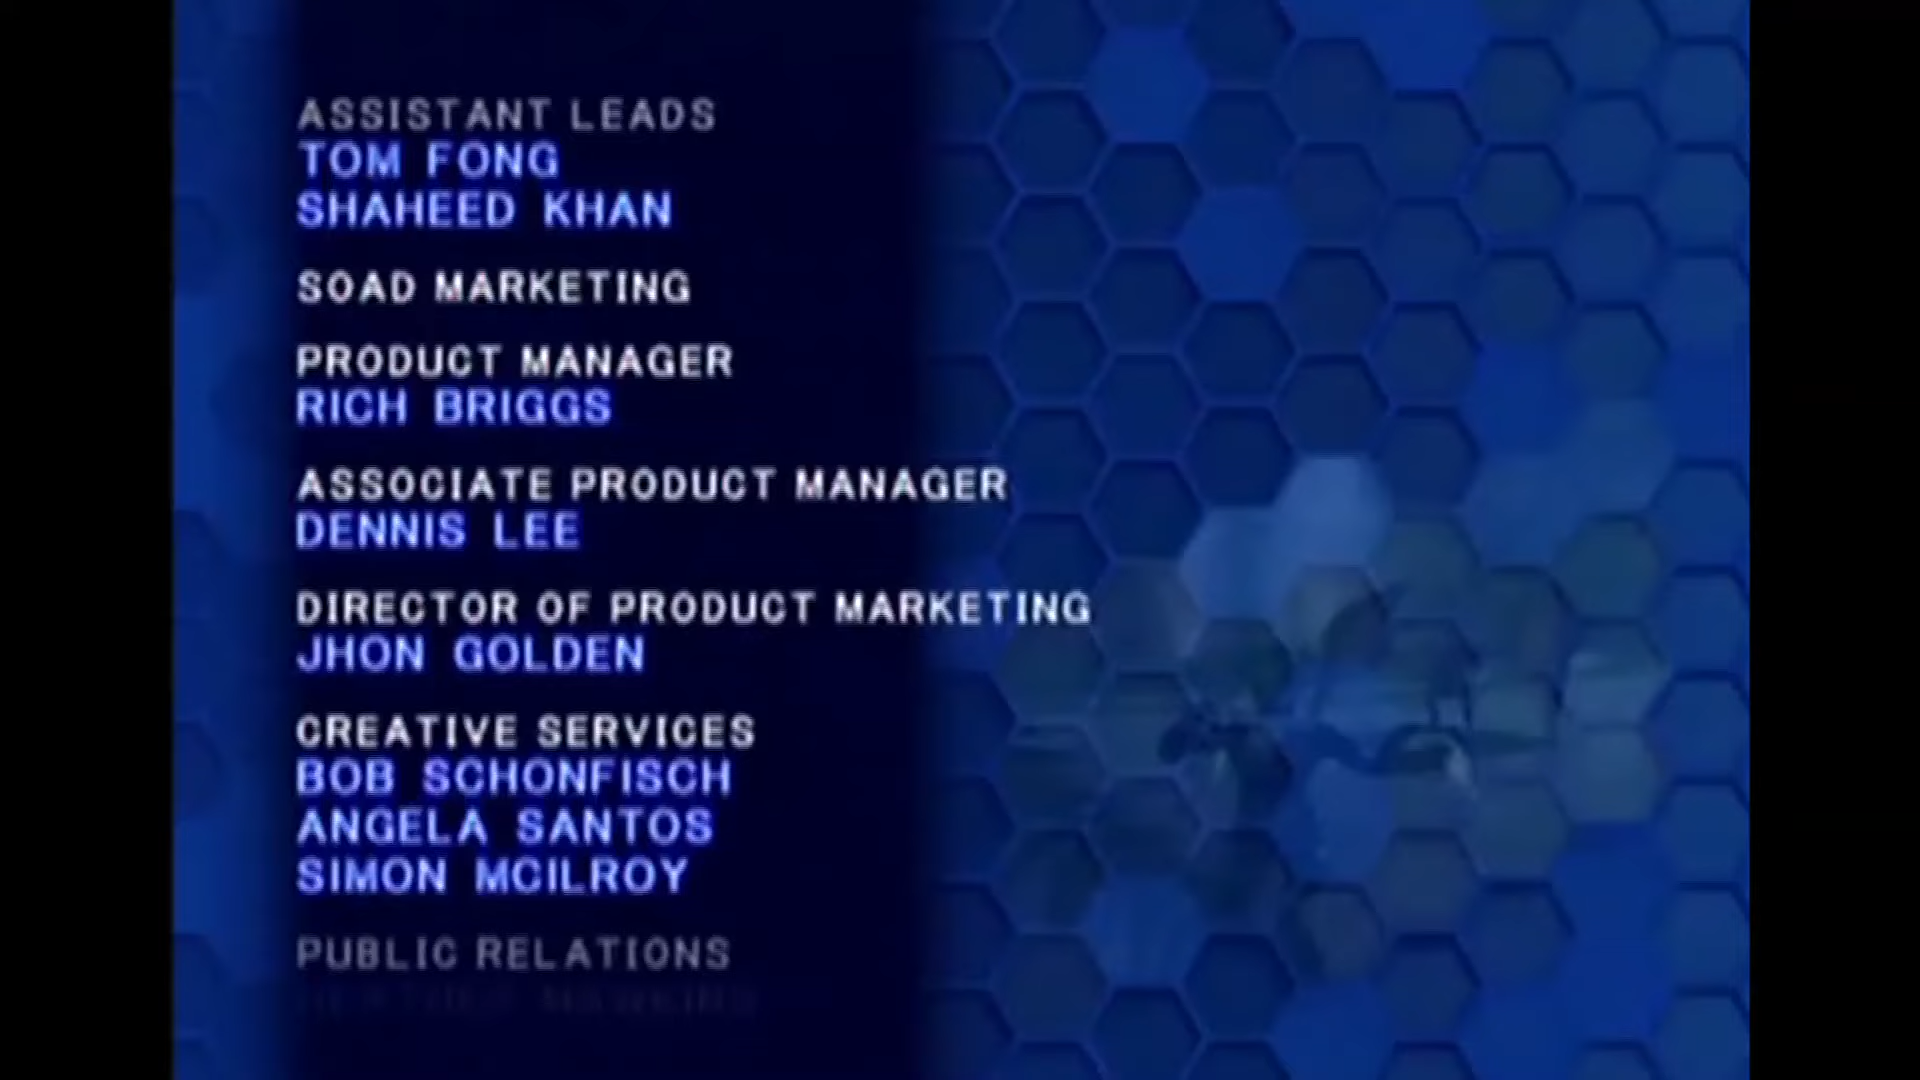 ASSISTANT LEADS
TOM FONG
SHAHEED KHAN
SOAD MARKETING
PRODUCT MANAGER
RICH BRIGGS
ASSOCIATE PRODUCT MANAGER
DENNIS LEE
DIRECTOR OF PRODUCT MARKETING
JHON GOLDEN
CREATIVE SERVICES
BOB SCHONFISCH
ANGELA SANTOS
SIMON MCILROY
PUBLIC RELATIONS